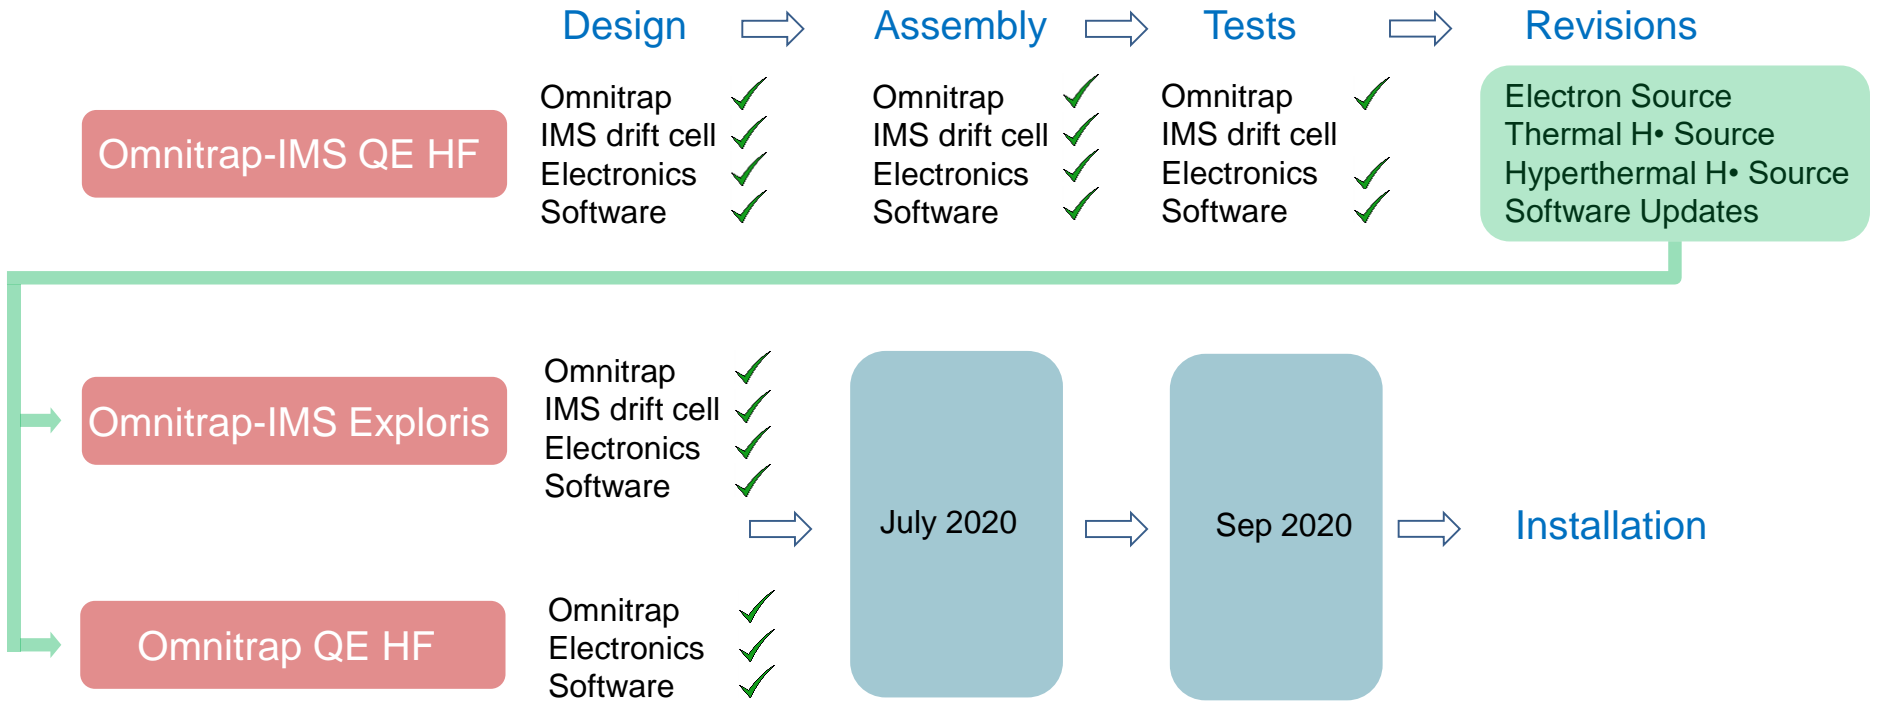 Design
Assembly
Tests
Revisions
Omnitrap-IMS QE HF
Omnitrap
IMS drift cell
Electronics
Software
Omnitrap
IMS drift cell
Electronics
Software
Omnitrap
IMS drift cell
Electronics
Software
Electron Source
Thermal H• Source
Hyperthermal H• Source
Software Updates
Omnitrap-IMS Exploris
Omnitrap
IMS drift cell
Electronics
Software
July 2020
Sep 2020
Installation
Omnitrap QE HF
Omnitrap
Electronics
Software